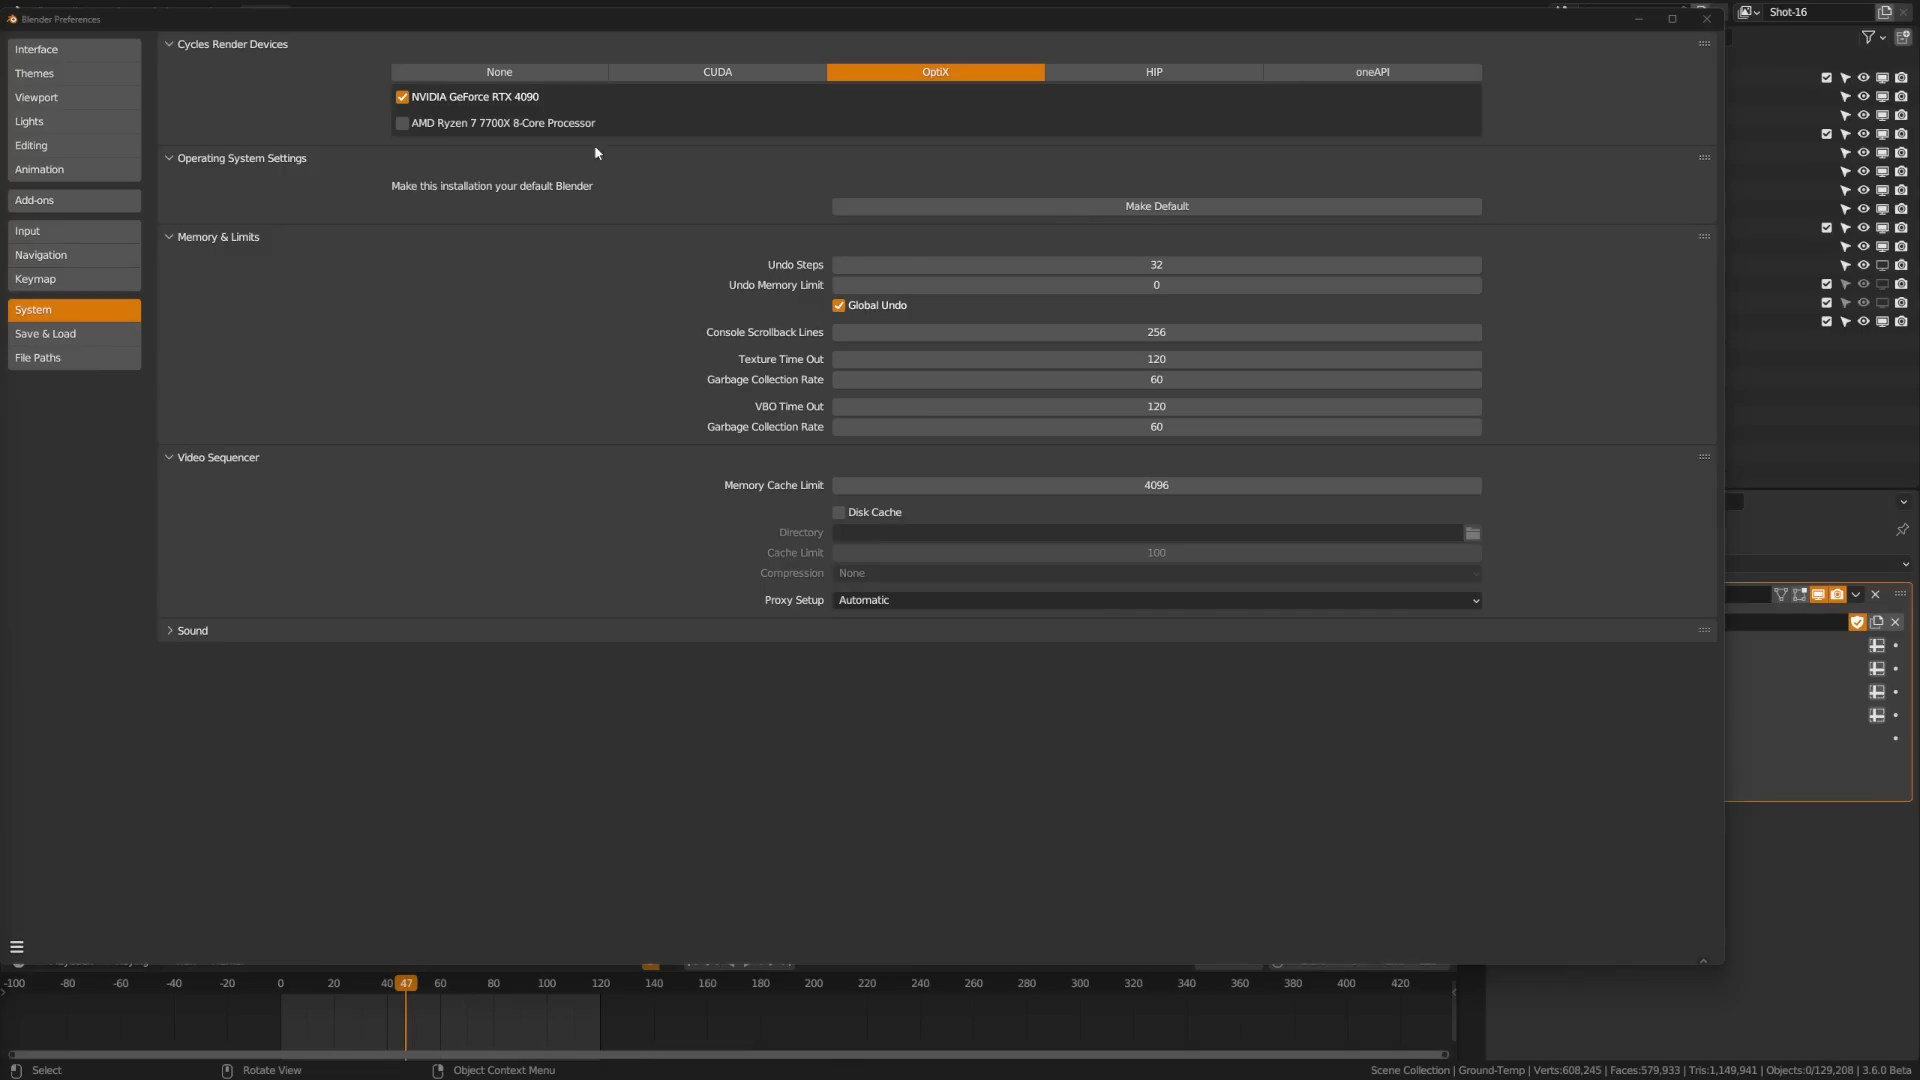 Blender Preferences
Shot-16
Interface
Themes
Viewport
Lights
Editing
Animation
Add-ons
Input
Navigation
Keymap
System
Save & Load
File Paths
Cycles Render Devices
None
CUDA
OptiX
HIP
oneAPI
NVIDIA GeForce RTX 4090
AMD Ryzen 7 7700X 8-Core Processor
Operating System Settings
Make this installation your default Blender
Make Default
Memory & Limits
Undo Steps 32
Undo Memory Limit 0
Global Undo
Console Scrollback Lines 256
Texture Time Out 120
Garbage Collection Rate 60
VBO Time Out 120
Garbage Collection Rate 60
Video Sequencer
Memory Cache Limit 4096
Disk Cache
Directory
Cache Limit 100
Compression None
Proxy Setup Automatic
Sound
-100 -80 -60 -40 -20 0 20 40 47 60 80 100 120 140 160 180 200 220 240 260 280 300 320 340 360 380 400 420
Select Rotate View Object Context Menu
Scene Collection | Ground-Temp | Verts:608,245 | Faces:579,933 | Tris:1,149,941 | Objects:0/129,208 | 3.6.0 Beta